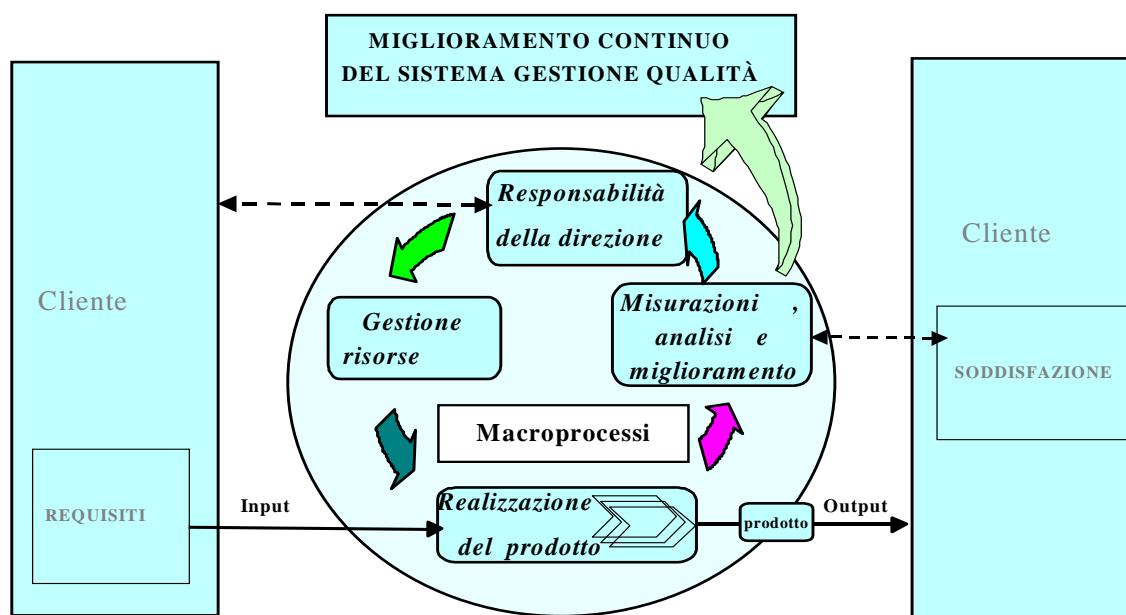 MIGLIORAMENTO CONTINUO
DEL SISTEMA GESTIONE QUALITÀ
Cliente
REQUISITI
Input
Responsabilità
della direzione
Gestione
risorse
Misurazioni ,
analisi e
miglioramento
Macroprocessi
Realizzazione
del prodotto
prodotto
Output
Cliente
SODDISFAZIONE